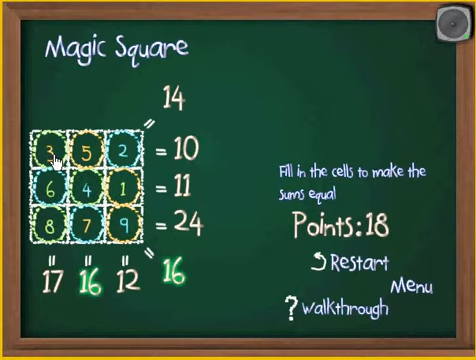 Magic Square
14
3 5 2 = 10
6 4 1 = 11
8 7 9 = 24
17 16 12 16
Fill in the cells to make the
sums equal
Points:18
Restart
Menu
? Walkthrough